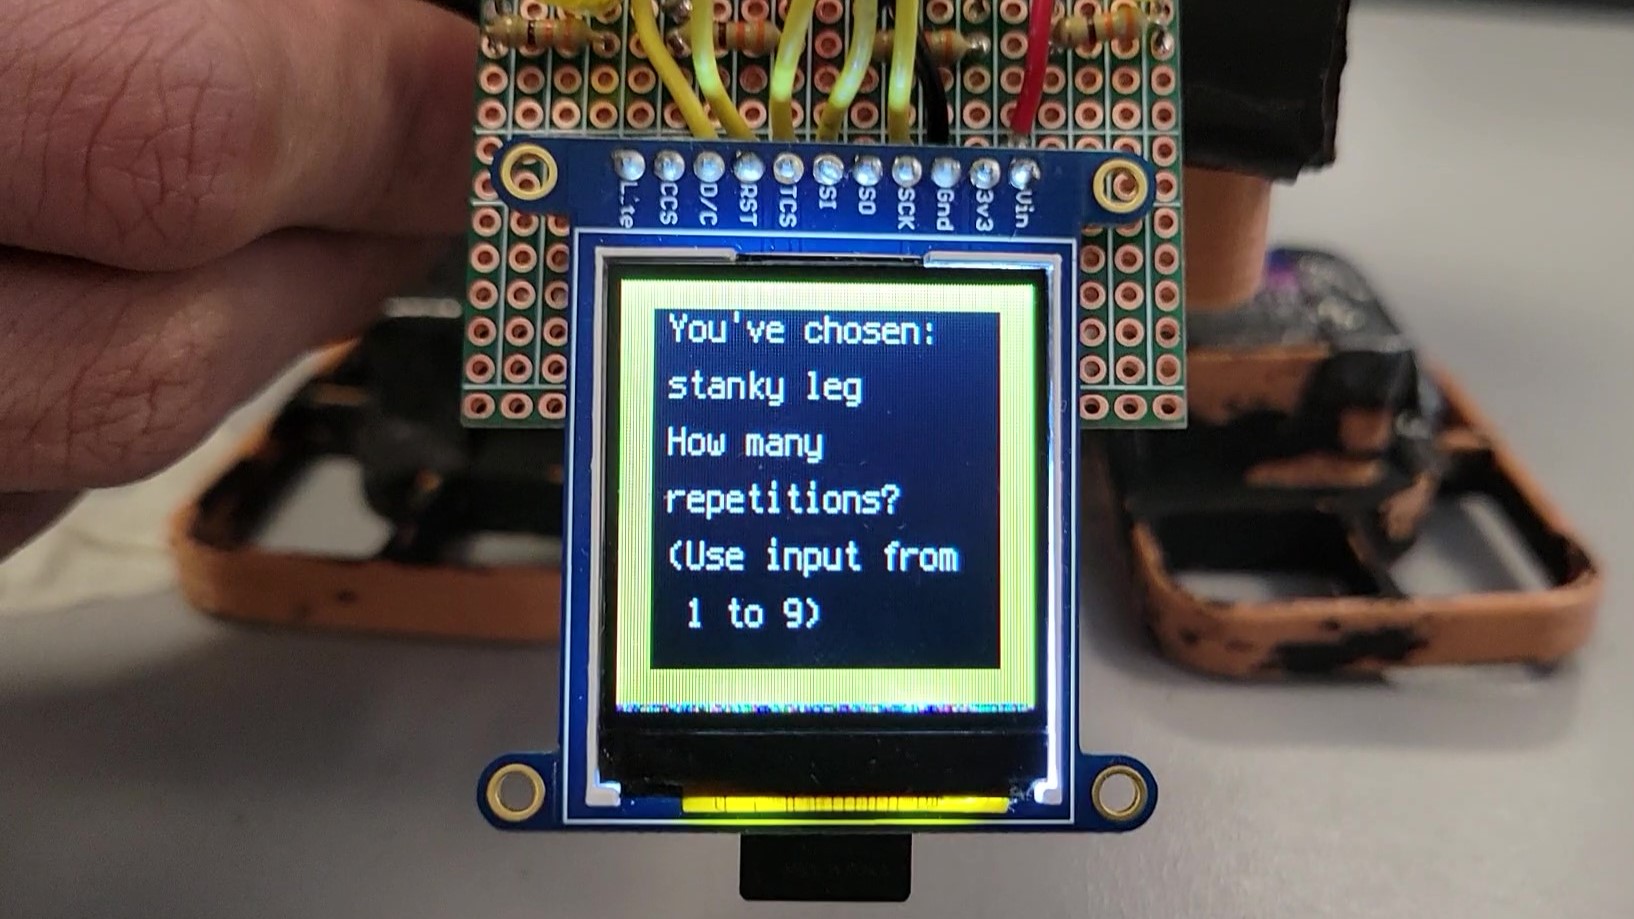 Lite CCS D/C RST TCS SI SO SCK Gnd 3v3 Vin
You've chosen:
stanky leg
How many
repetitions?
(Use input from
1 to 9)